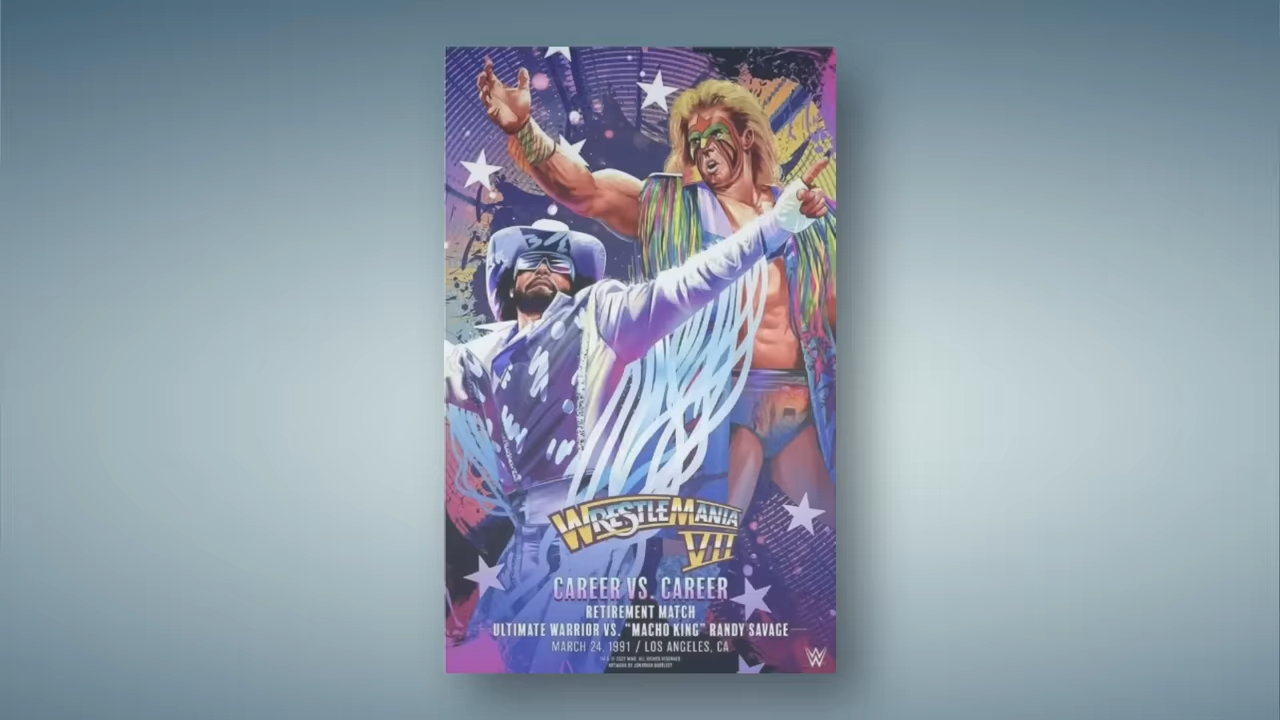 WRESTLEMANIA
VII
CAREER VS. CAREER
RETIREMENT MATCH
ULTIMATE WARRIOR VS. "MACHO KING" RANDY SAVAGE
MARCH 24, 1991 / LOS ANGELES, CA
W